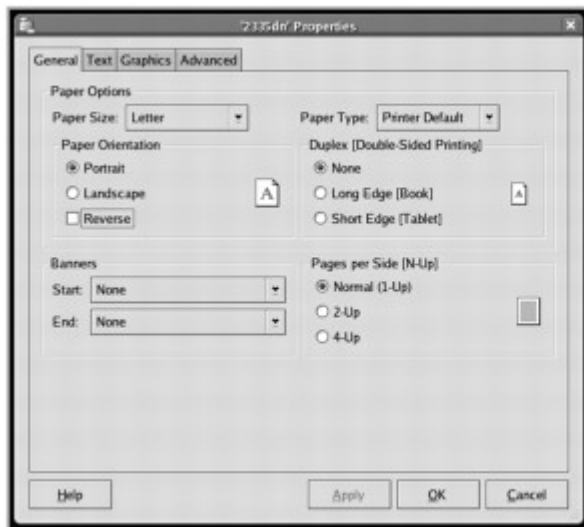 '2335dn' Properties
General Text Graphics Advanced
Paper Options
Paper Size: Letter Paper Type: Printer Default
Paper Orientation
Portrait
Landscape
Reverse
A
Duplex [Double-Sided Printing]
None
Long Edge [Book]
Short Edge [Tablet]
A
Banners
Start: None
End: None
Pages per Side [N-Up]
Normal (1-Up)
2-Up
4-Up
Help Apply OK Cancel